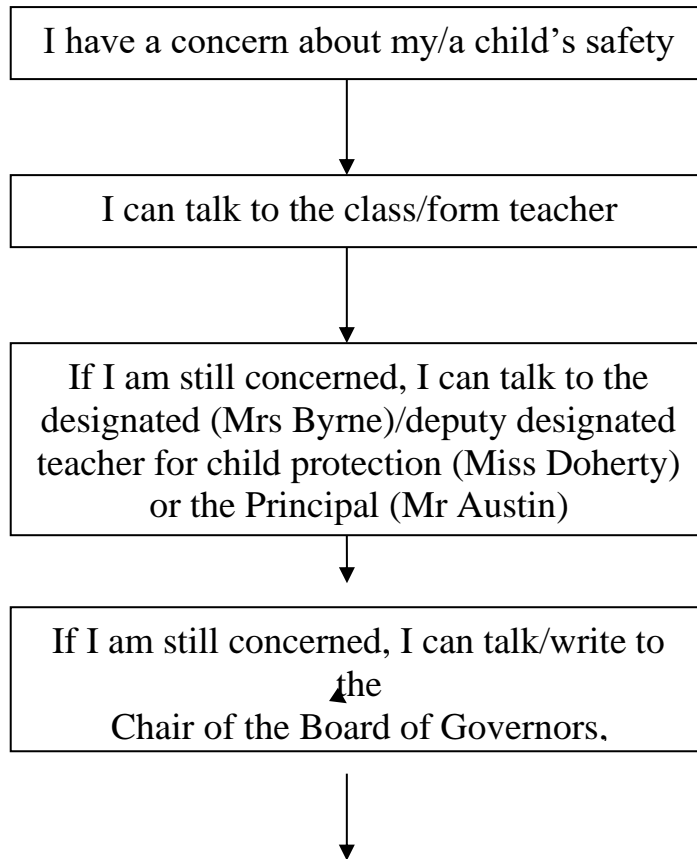 I have a concern about my/a child’s safety
I can talk to the class/form teacher
If I am still concerned, I can talk to the
designated (Mrs Byrne)/deputy designated
teacher for child protection (Miss Doherty)
or the Principal (Mr Austin)
If I am still concerned, I can talk/write to
the
Chair of the Board of Governors,